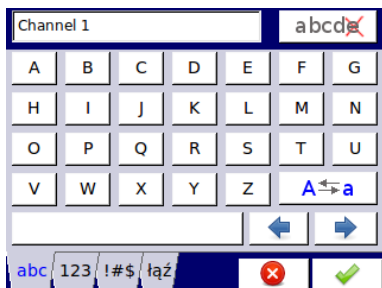 Channel 1 abcde
A B C D E F G
H I J K L M N
O P Q R S T U
V W X Y Z A a
abc 123 !#$ łąź